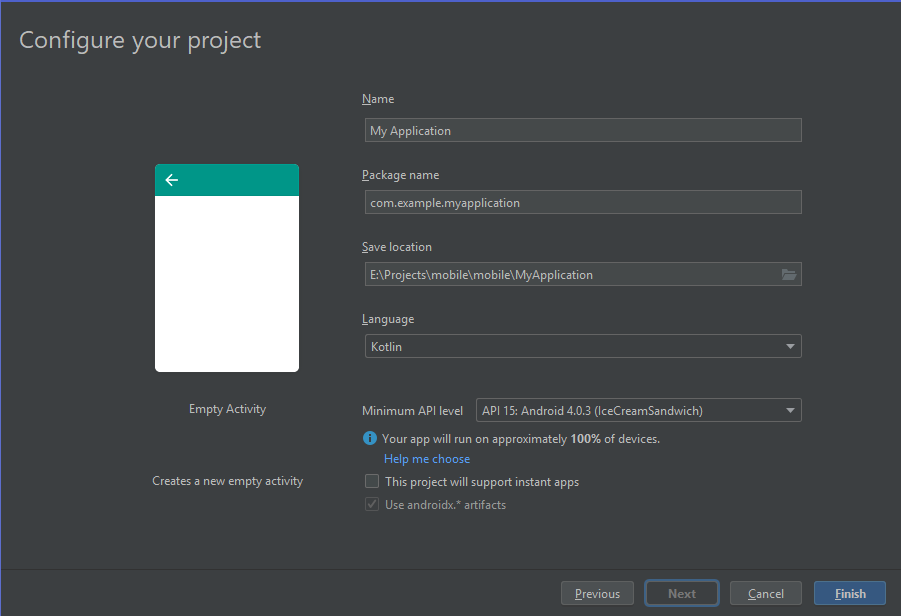 Configure your project
Name
My Application
Package name
com.example.myapplication
Save location
E:\Projects\mobile\mobile\MyApplication
Language
Kotlin
Empty Activity
Minimum API level
API 15: Android 4.0.3 (IceCreamSandwich)
Your app will run on approximately 100% of devices.
Help me choose
Creates a new empty activity
This project will support instant apps
Use androidx.* artifacts
Previous
Next
Cancel
Finish